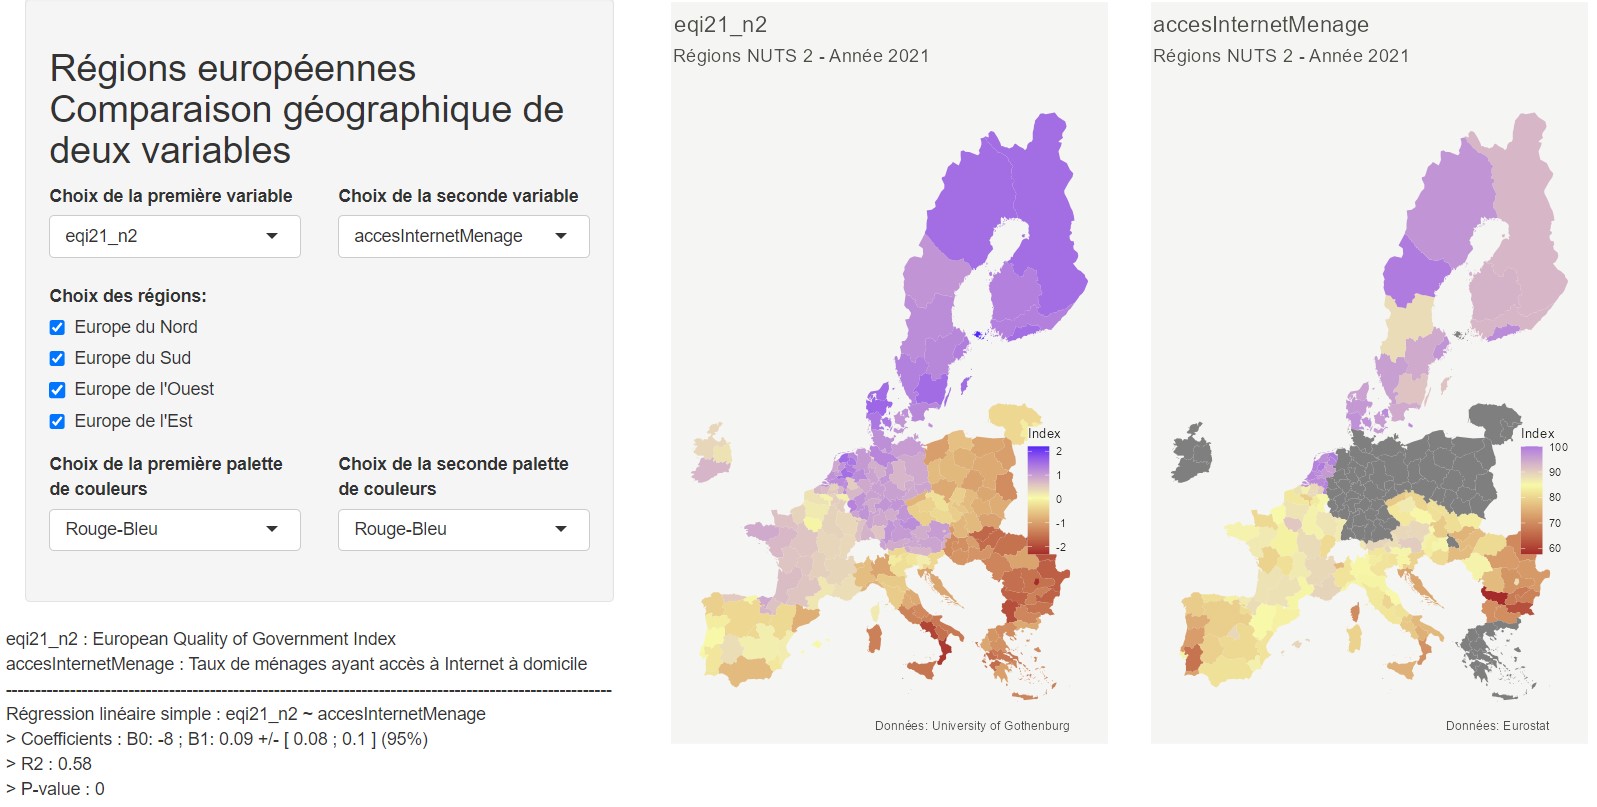 Régions européennes
Comparaison géographique de
deux variables
Choix de la première variable
eqi21_n2
Choix de la seconde variable
accesInternetMenage
Choix des régions:
Europe du Nord
Europe du Sud
Europe de l'Ouest
Europe de l'Est
Choix de la première palette
de couleurs
Rouge-Bleu
Choix de la seconde palette
de couleurs
Rouge-Bleu
eqi21_n2 : European Quality of Government Index
accesInternetMenage : Taux de ménages ayant accès à Internet à domicile
-----------------------------------------------------------------------------------------------------
Régression linéaire simple : eqi21_n2 ~ accesInternetMenage
> Coefficients : B0: -8 ; B1: 0.09 +/- [ 0.08 ; 0.1 ] (95%)
> R2 : 0.58
> P-value : 0
eqi21_n2
Régions NUTS 2 - Année 2021
Index
2
1
0
-1
-2
Données: University of Gothenburg
accesInternetMenage
Régions NUTS 2 - Année 2021
Index
100
90
80
70
60
Données: Eurostat